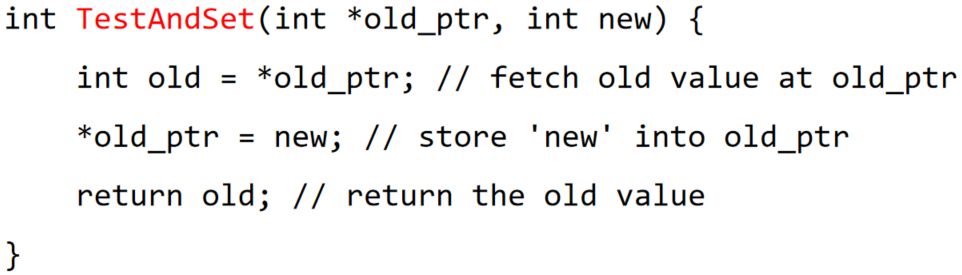 int TestAndSet(int *old_ptr, int new) {
    int old = *old_ptr; // fetch old value at old_ptr
    *old_ptr = new; // store 'new' into old_ptr
    return old; // return the old value
}